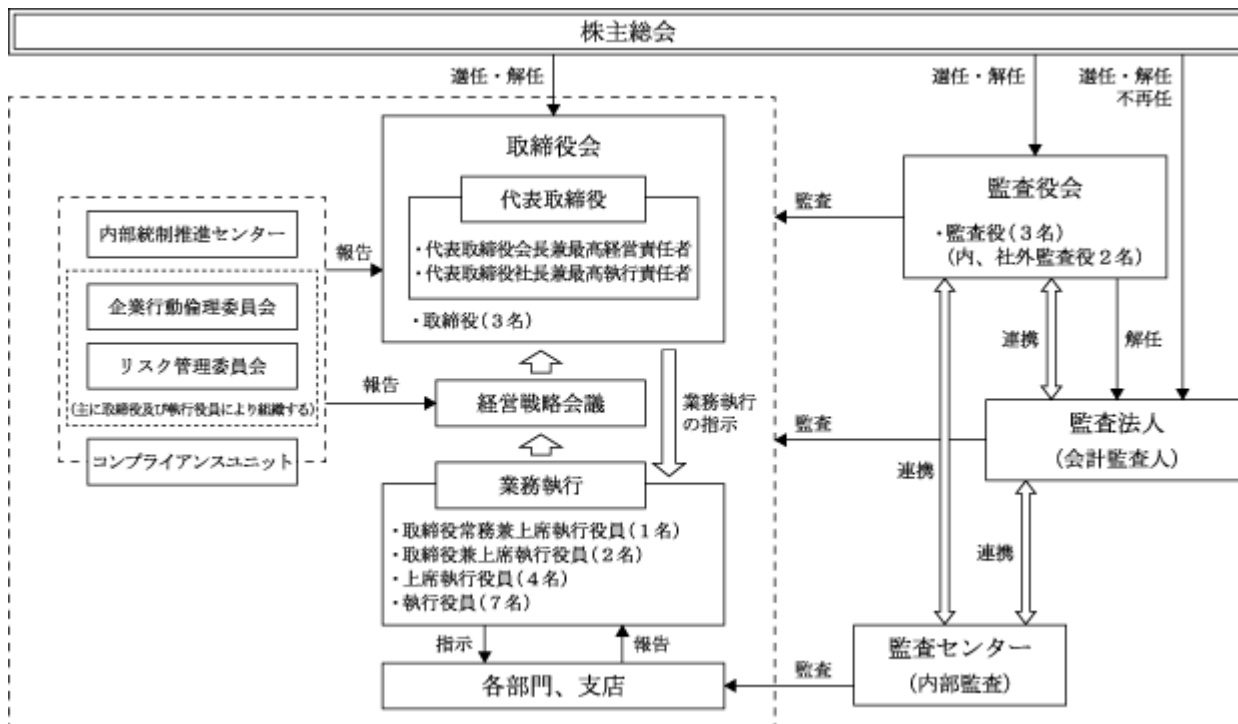 株主総会
選任・解任
選任・解任
選任・解任
不再任
取締役会
代表取締役
・代表取締役会長兼最高経営責任者
・代表取締役社長兼最高執行責任者
・取締役(3名)
監査役会
・監査役(3名)
(内、社外監査役2名)
監査
内部統制推進センター
報告
企業行動倫理委員会
リスク管理委員会
(主に取締役及び執行役員により組織する)
コンプライアンスユニット
報告
経営戦略会議
業務執行
の指示
連携
解任
監査
監査法人
(会計監査人)
業務執行
・取締役常務兼上席執行役員(1名)
・取締役兼上席執行役員(2名)
・上席執行役員(4名)
・執行役員(7名)
連携
連携
指示
報告
各部門、支店
監査
監査センター
(内部監査)